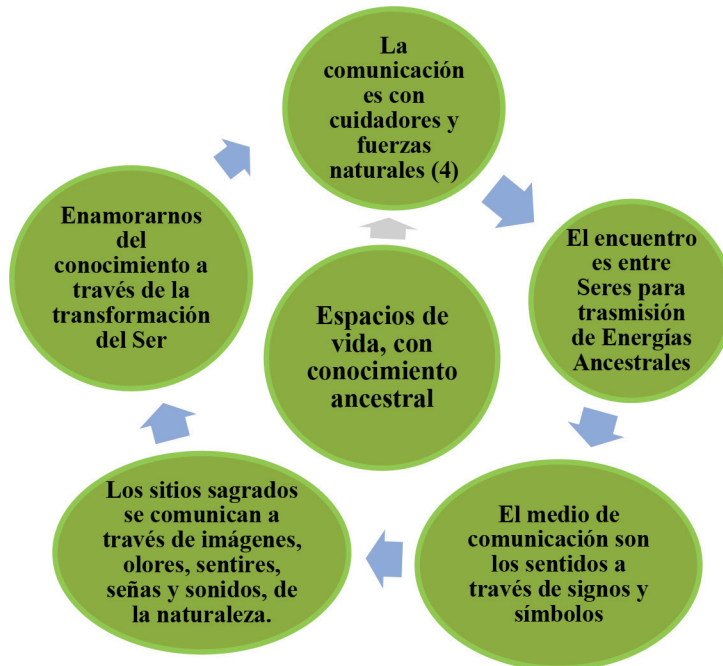 La
comunicación
es con
cuidadores y
fuerzas
naturales (4)
El encuentro
es entre
Seres para
trasmisión
de Energías
Ancestrales
El medio de
comunicación son
los sentidos a
través de signos y
símbolos
Los sitios sagrados
se comunican a
través de imágenes,
olores, sentires,
señas y sonidos, de
la naturaleza.
Enamorarnos
del
conocimiento a
través de la
transformación
del Ser
Espacios de
vida, con
conocimiento
ancestral